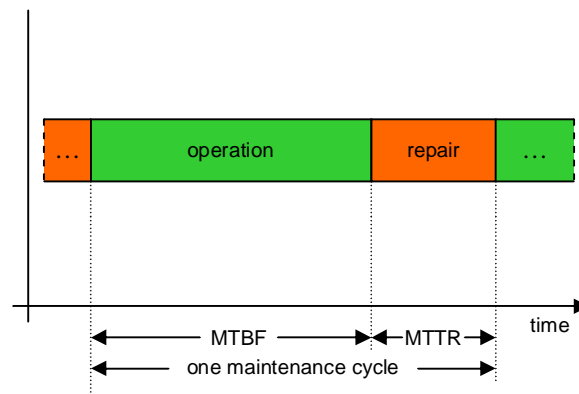 ... operation repair ...
time
MTBF MTTR
one maintenance cycle